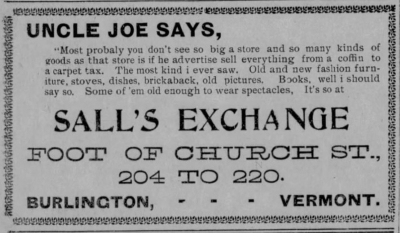 UNCLE JOE SAYS,
"Most probaly you don't see so big a store and so many kinds of
goods as that store is if he advertise sell everything from a coffin to
a carpet tax. The most kind i ever saw. Old and new fashion furn-
iture, stoves, dishes, brickaback, old pictures. Books, well i should
say so. Some of 'em old enough to wear spectacles, It's so at
SALL'S EXCHANGE
FOOT OF CHURCH ST.,
204 TO 220.
BURLINGTON, - - - VERMONT.